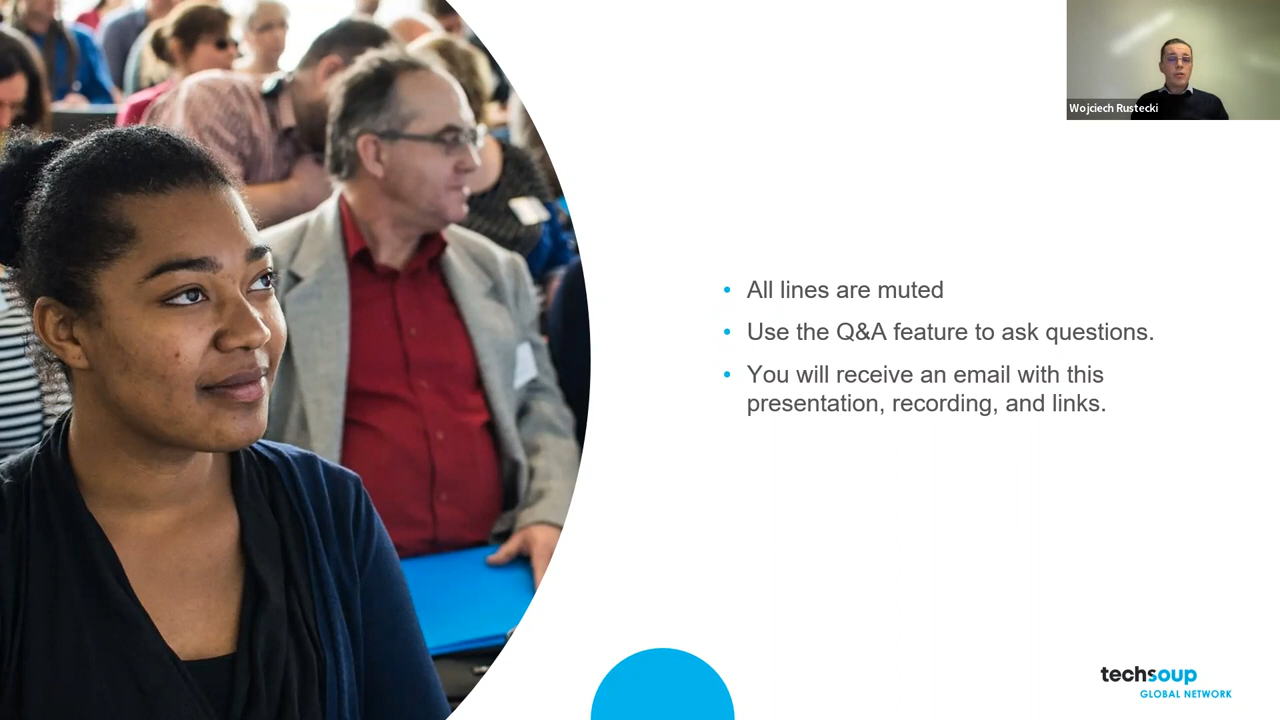 Wojciech Rustecki
• All lines are muted
• Use the Q&A feature to ask questions.
• You will receive an email with this
presentation, recording, and links.
techsoup
GLOBAL NETWORK